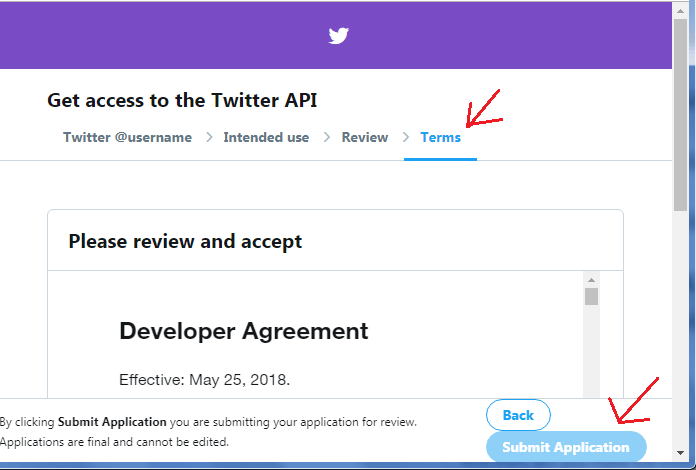 Get access to the Twitter API
Twitter @username > Intended use > Review > Terms
Please review and accept
Developer Agreement
Effective: May 25, 2018.
By clicking Submit Application you are submitting your application for review.
Applications are final and cannot be edited.
Back
Submit Application